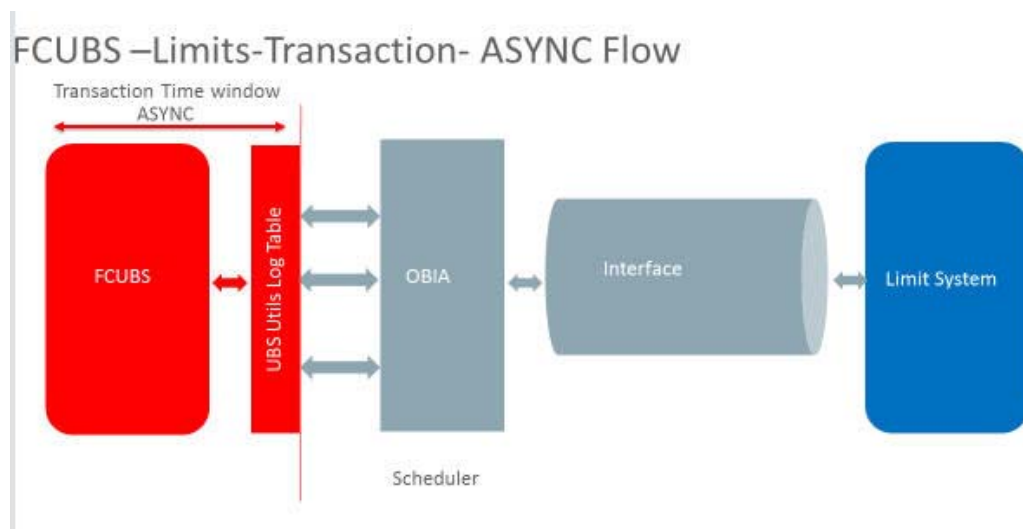 FCUBS –Limits-Transaction- ASYNC Flow
Transaction Time window
ASYNC
FCUBS
UBS Utils Log Table
OBIA
Interface
Limit System
Scheduler